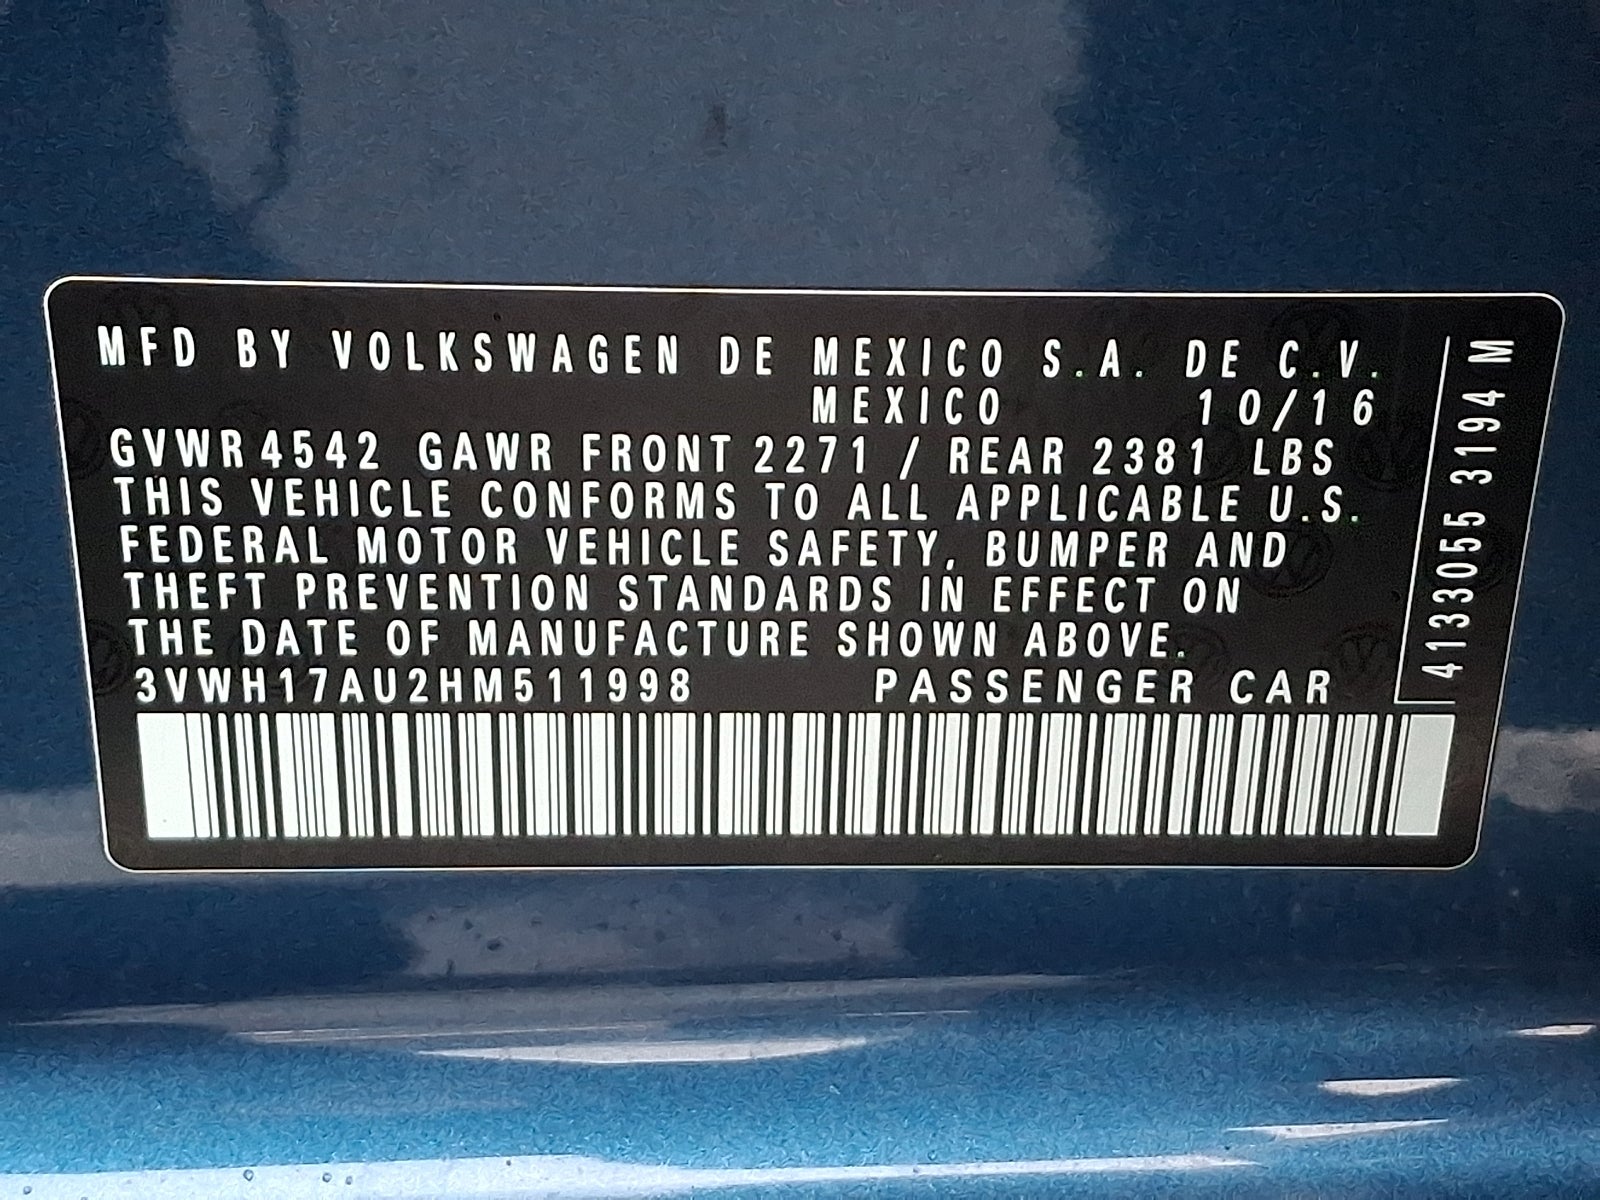 MFD BY VOLKSWAGEN DE MEXICO S.A. DE C.V.
MEXICO 10/16
GVWR 4542 GAWR FRONT 2271 / REAR 2381 LBS
THIS VEHICLE CONFORMS TO ALL APPLICABLE U.S.
FEDERAL MOTOR VEHICLE SAFETY, BUMPER AND
THEFT PREVENTION STANDARDS IN EFFECT ON
THE DATE OF MANUFACTURE SHOWN ABOVE.
3VWH17AU2HM511998 PASSENGER CAR
4133055 3194 M